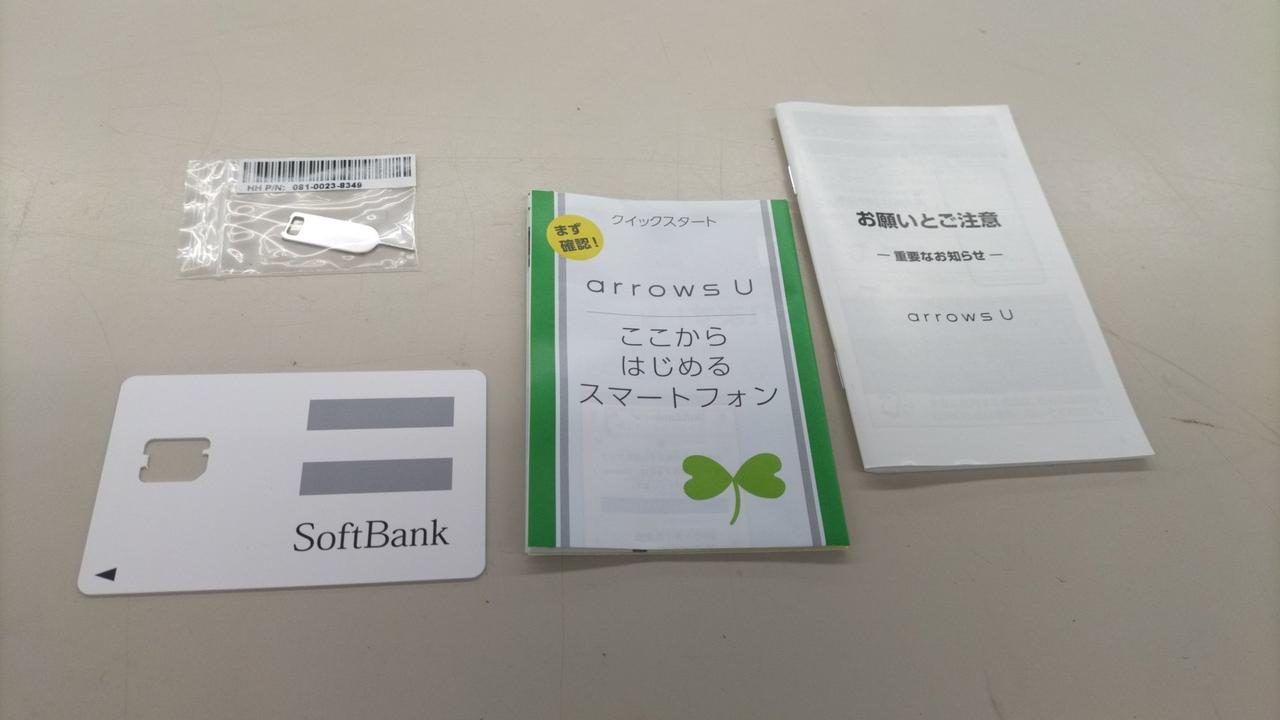 HH P/N: 081-0023-8349
SoftBank
まず
確認!
クイックスタート
arrows U
ここから
はじめる
スマートフォン
お願いとご注意
― 重要なお知らせ ―
arrows U